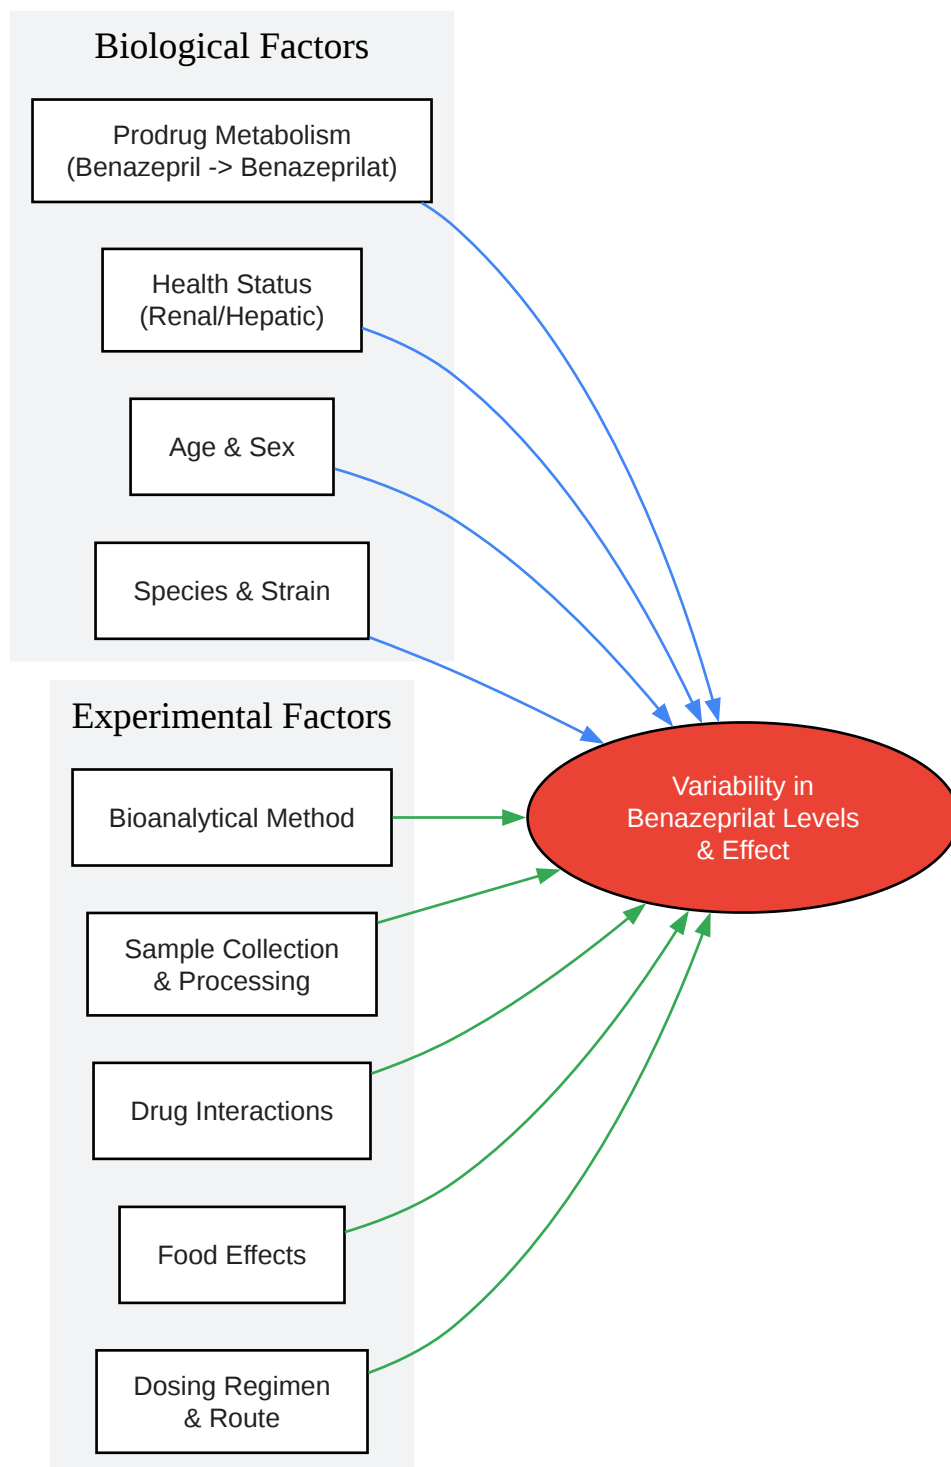 Biological Factors
Prodrug Metabolism
(Benazepril -> Benazeprilat)
Health Status
(Renal/Hepatic)
Age & Sex
Species & Strain
Experimental Factors
Bioanalytical Method
Sample Collection
& Processing
Drug Interactions
Food Effects
Dosing Regimen
& Route
Variability in
Benazeprilat Levels
& Effect